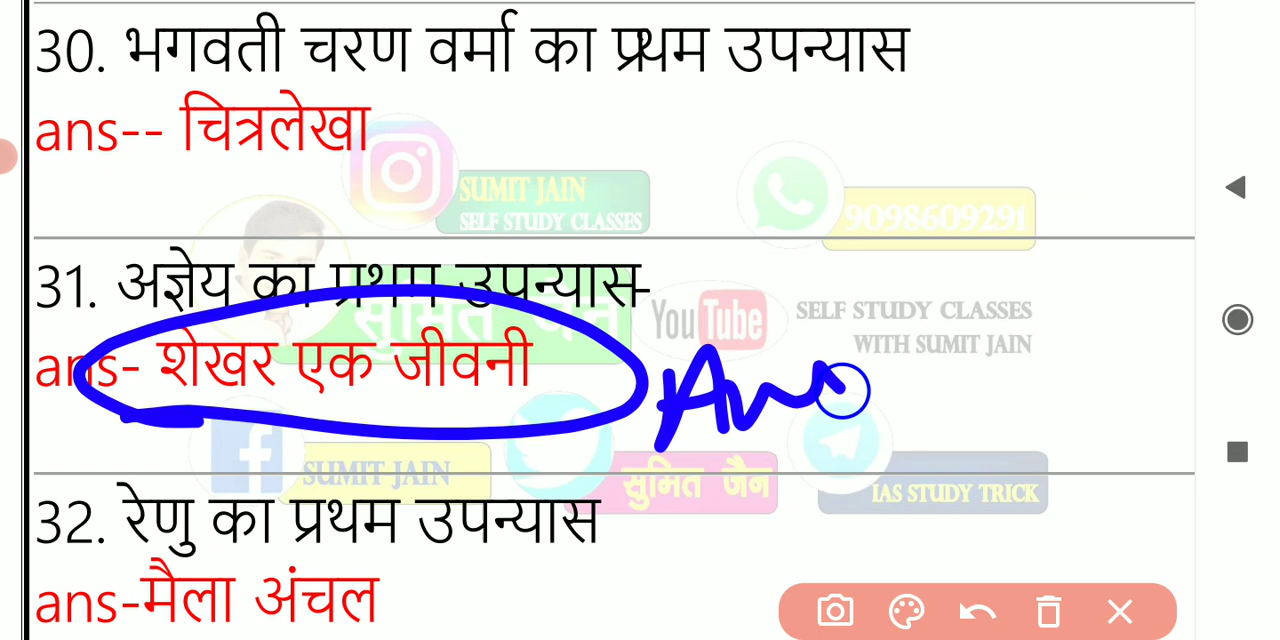 30. भगवती चरण वर्मा का प्रथम उपन्यास
ans-- चित्रलेखा
SUMIT JAIN
SELF STUDY CLASSES
9098609291
31. अज्ञेय का प्रथम उपन्यास-
सुमित जैन
YouTube
SELF STUDY CLASSES
WITH SUMIT JAIN
ans- शेखर एक जीवनी
SUMIT JAIN
सुमित जैन
IAS STUDY TRICK
32. रेणु का प्रथम उपन्यास
ans-मैला अंचल